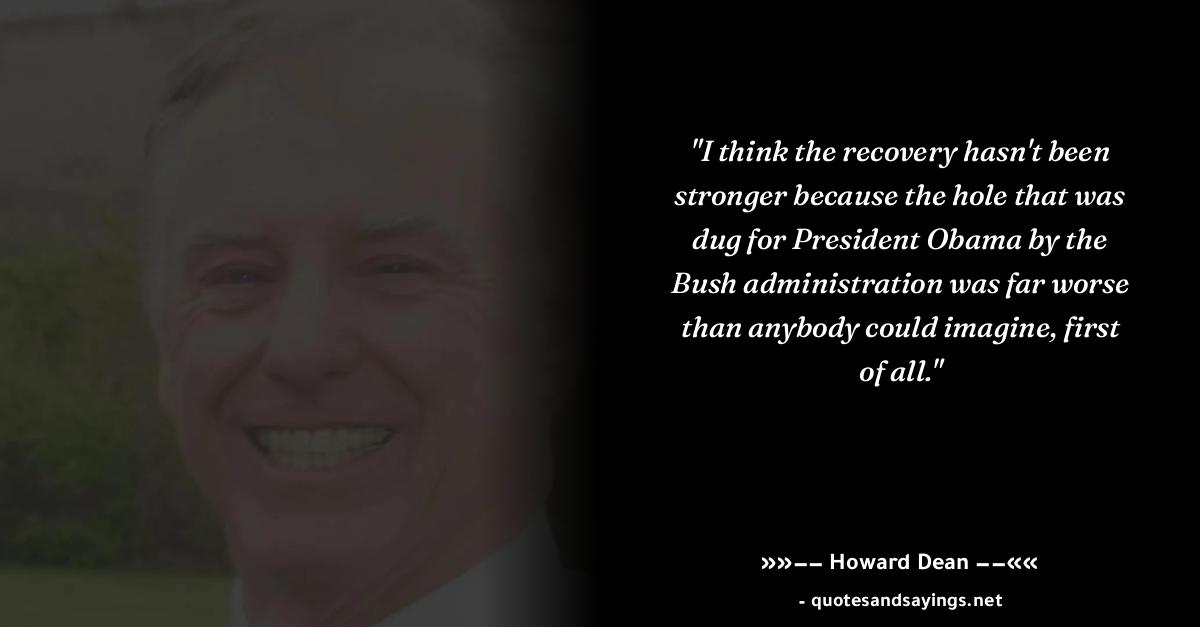 "I think the recovery hasn't been
stronger because the hole that was
dug for President Obama by the
Bush administration was far worse
than anybody could imagine, first
of all."
»»−− Howard Dean −−««
- quotesandsayings.net